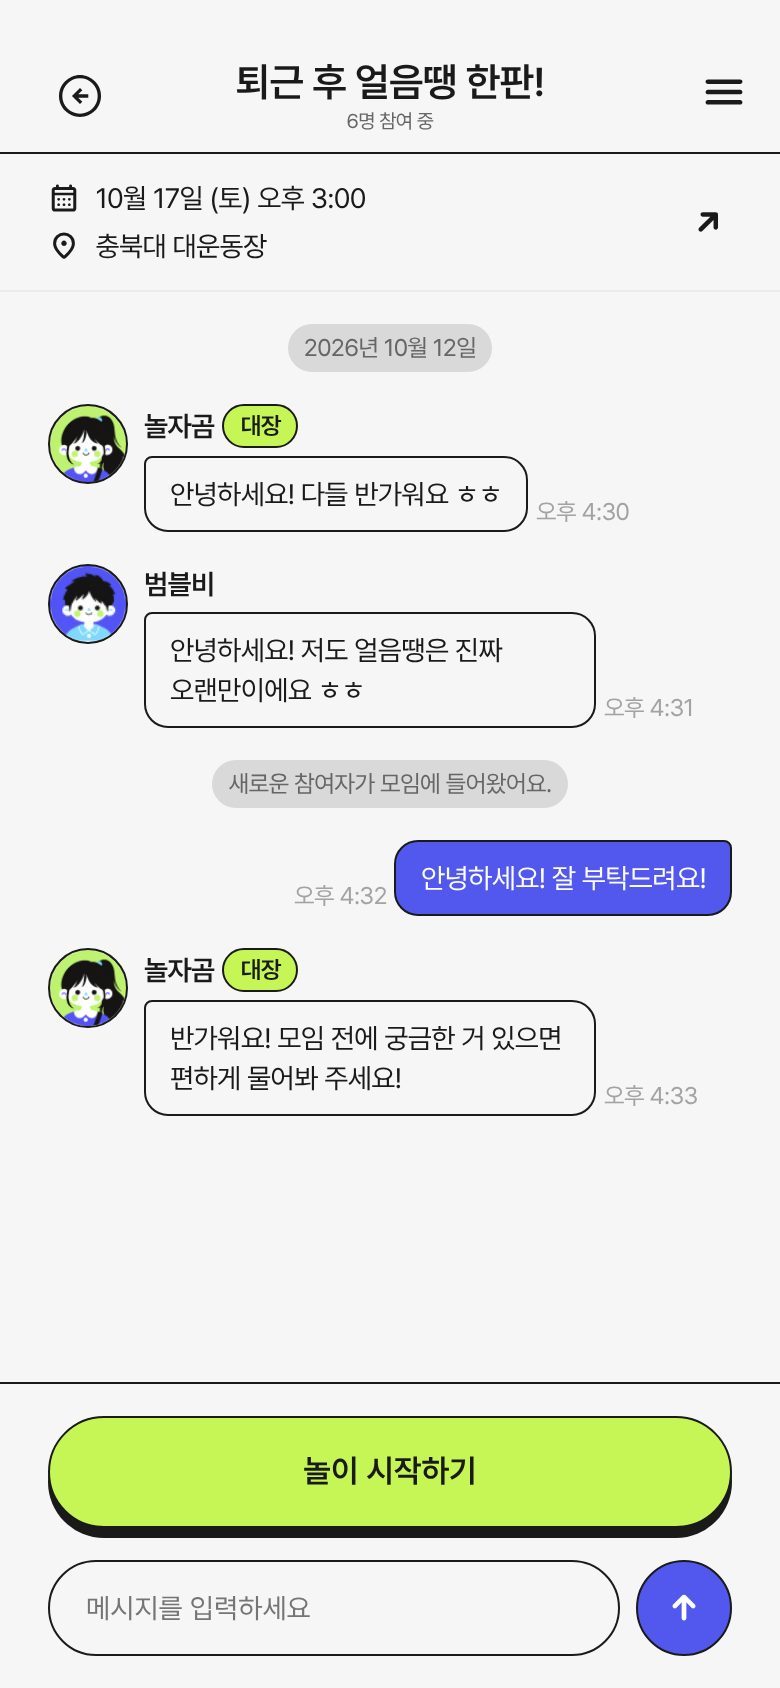 퇴근 후 얼음땡 한판!
6명 참여 중
10월 17일 (토) 오후 3:00
충북대 대운동장
2026년 10월 12일
놀자곰 대장
안녕하세요! 다들 반가워요 ㅎㅎ
오후 4:30
범블비
안녕하세요! 저도 얼음땡은 진짜
오랜만이에요 ㅎㅎ
오후 4:31
새로운 참여자가 모임에 들어왔어요.
안녕하세요! 잘 부탁드려요!
오후 4:32
놀자곰 대장
반가워요! 모임 전에 궁금한 거 있으면
편하게 물어봐 주세요!
오후 4:33
놀이 시작하기
메시지를 입력하세요